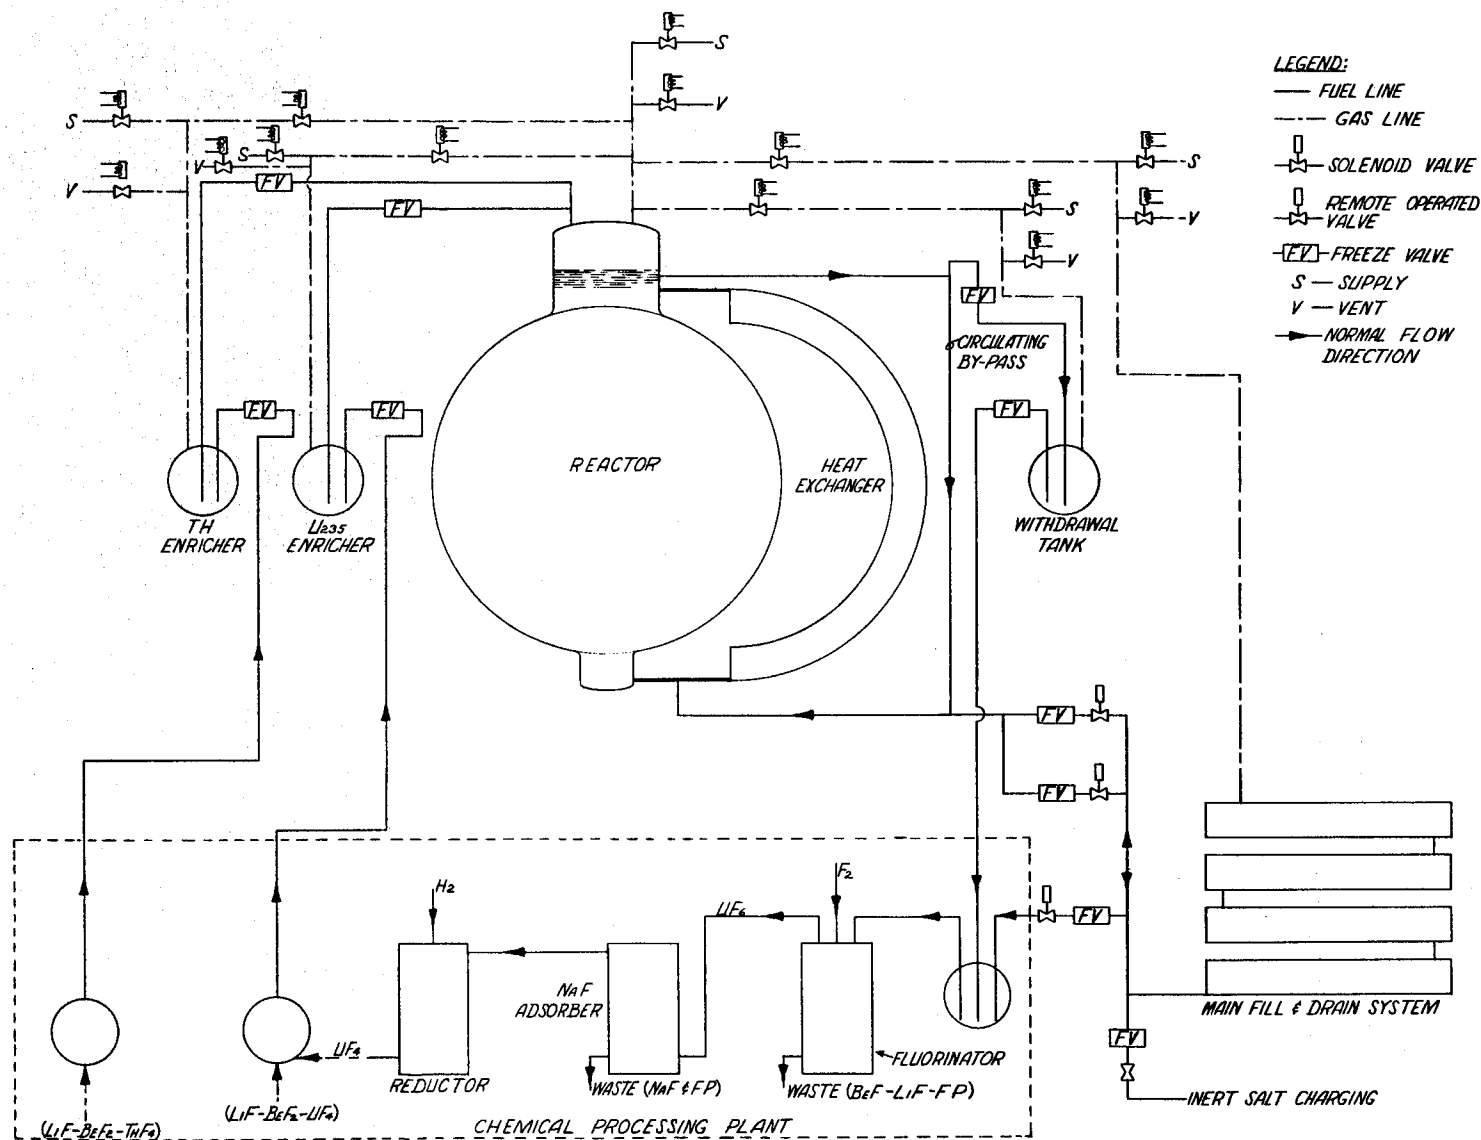 S
V
LEGEND:
FUEL LINE
GAS LINE
SOLENOID VALVE
REMOTE OPERATED
VALVE
FV FREEZE VALVE
S — SUPPLY
V — VENT
NORMAL FLOW
DIRECTION
S
S
V
V
S
S
V
V
FV
FV
FV
CIRCULATING
BY-PASS
FV
FV
FV
REACTOR
HEAT
EXCHANGER
TH
ENRICHER
U235
ENRICHER
WITHDRAWAL
TANK
FV
FV
H2
F2
UF6
FV
NAF
ADSORBER
MAIN FILL & DRAIN SYSTEM
FV
UF4
REDUCTOR
FLUORINATOR
WASTE (NAF & FP)
WASTE (BEF-LIF-FP)
(LIF-BEF2-THF4)
(LIF-BEF2-UF4)
INERT SALT CHARGING
CHEMICAL PROCESSING PLANT